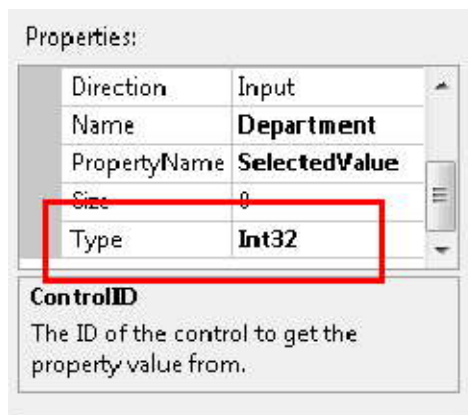 Properties:
Direction Input
Name Department
PropertyName SelectedValue
Size 0
Type Int32
ControlID
The ID of the control to get the
property value from.